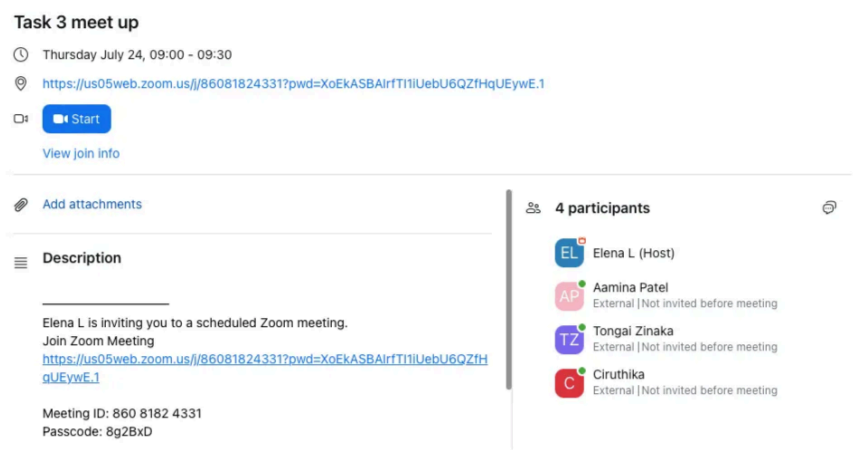 Task 3 meet up
Thursday July 24, 09:00 - 09:30
https://us05web.zoom.us/j/86081824331?pwd=XoEkASBAlrfTI1iUebU6QZfHqUEywE.1
Start
View join info
Add attachments
Description
Elena L is inviting you to a scheduled Zoom meeting.
Join Zoom Meeting
https://us05web.zoom.us/j/86081824331?pwd=XoEkASBAlrfTI1iUebU6QZfH
qUEywE.1
Meeting ID: 860 8182 4331
Passcode: 8g2BxD
4 participants
EL
Elena L (Host)
AP
Aamina Patel
External | Not invited before meeting
TZ
Tongai Zinaka
External | Not invited before meeting
C
Ciruthika
External | Not invited before meeting